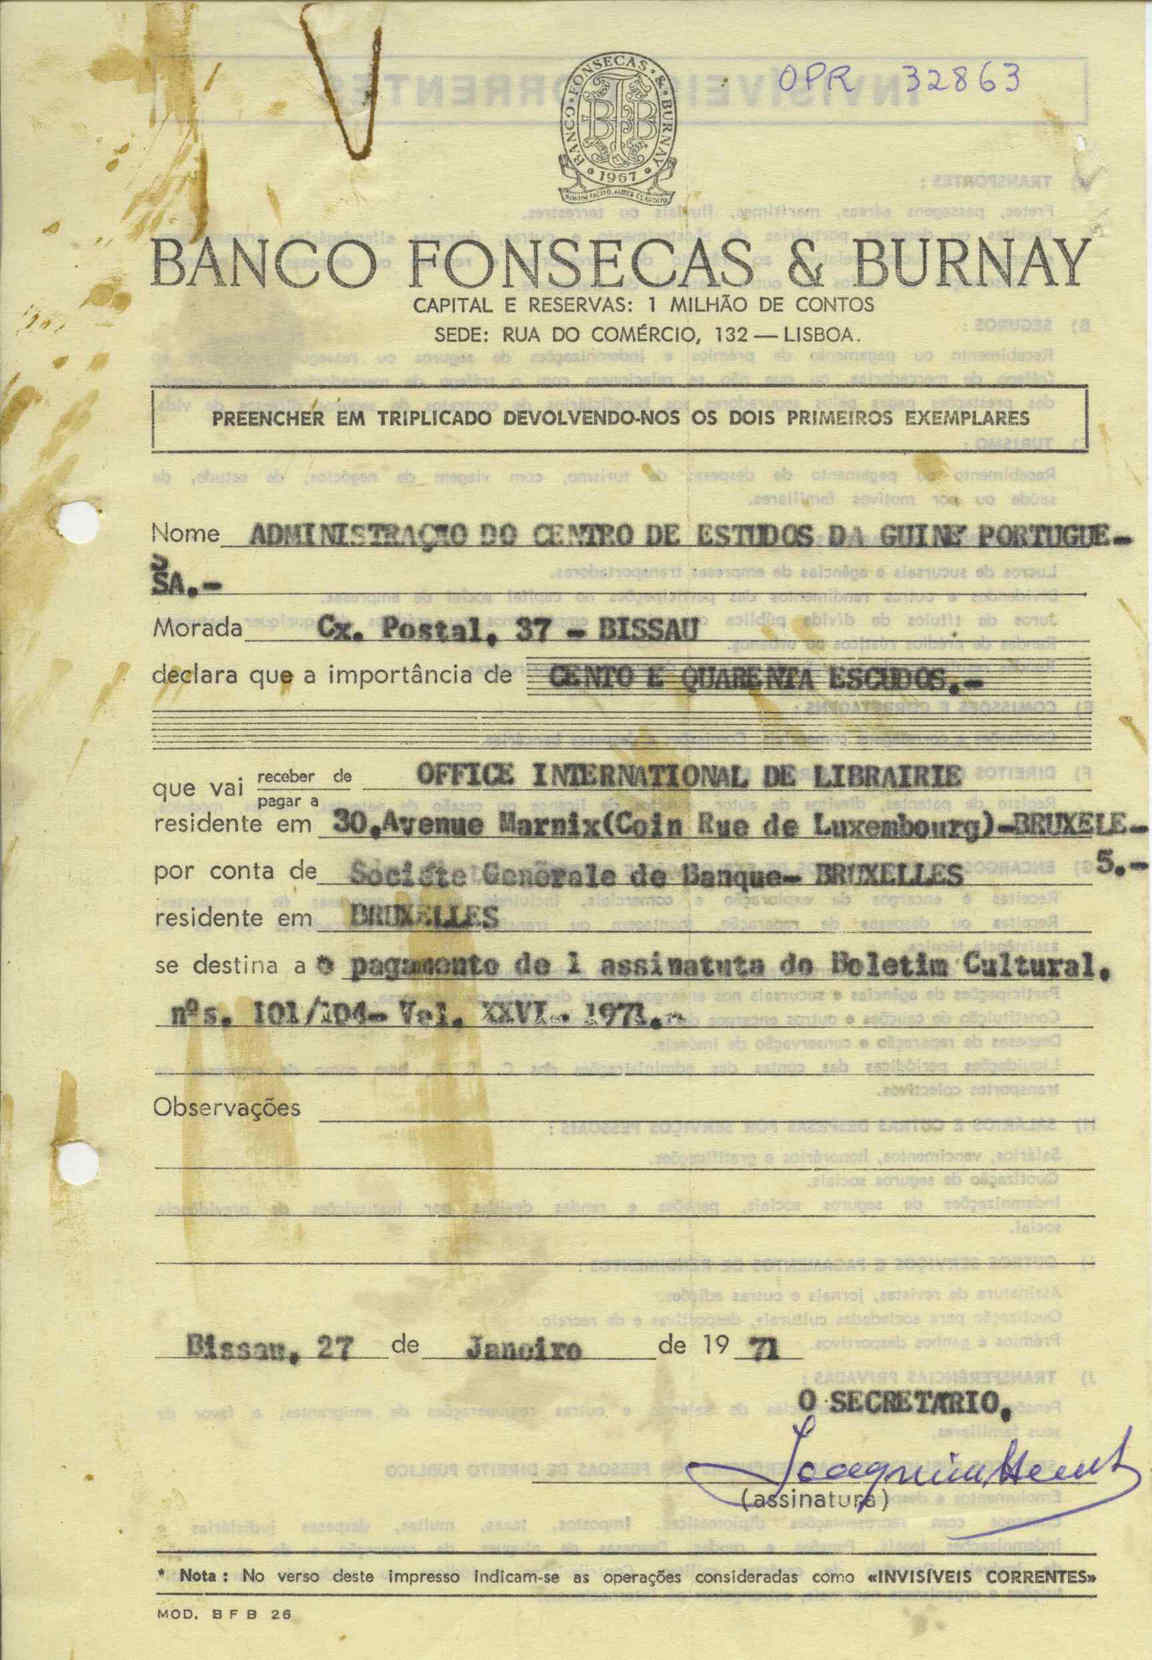 OPR 32863
BANCO · FONSECAS · & · BURNAY
1967
BANCO FONSECAS & BURNAY
CAPITAL E RESERVAS: 1 MILHÃO DE CONTOS
SEDE: RUA DO COMÉRCIO, 132 — LISBOA.
PREENCHER EM TRIPLICADO DEVOLVENDO-NOS OS DOIS PRIMEIROS EXEMPLARES
Nome ADMINISTRAÇÃO DO CENTRO DE ESTUDOS DA GUINÉ PORTUGUE-
SA.-
Morada Cx. Postal, 37 - BISSAU
declara que a importância de CENTO E QUARENTA ESCUDOS.-
que vai receber de OFFICE INTERNATIONAL DE LIBRAIRIE
pagar a
residente em 30,Avenue Marnix(Coin Rue de Luxembourg)-BRUXELE-
por conta de Société Genérale de Banque- BRUXELLES S.-
residente em BRUXELLES
se destina a o pagamento de 1 assinatuta do Boletim Cultural,
nºs. 101/104- Vol. XXVI- 1971.-
Observações
Bissau, 27 de Janeiro de 19 71
O SECRETARIO,
Joaquim
(assinatura)
* Nota: No verso deste impresso indicam-se as operações consideradas como «INVISÍVEIS CORRENTES»
MOD. B F B 26